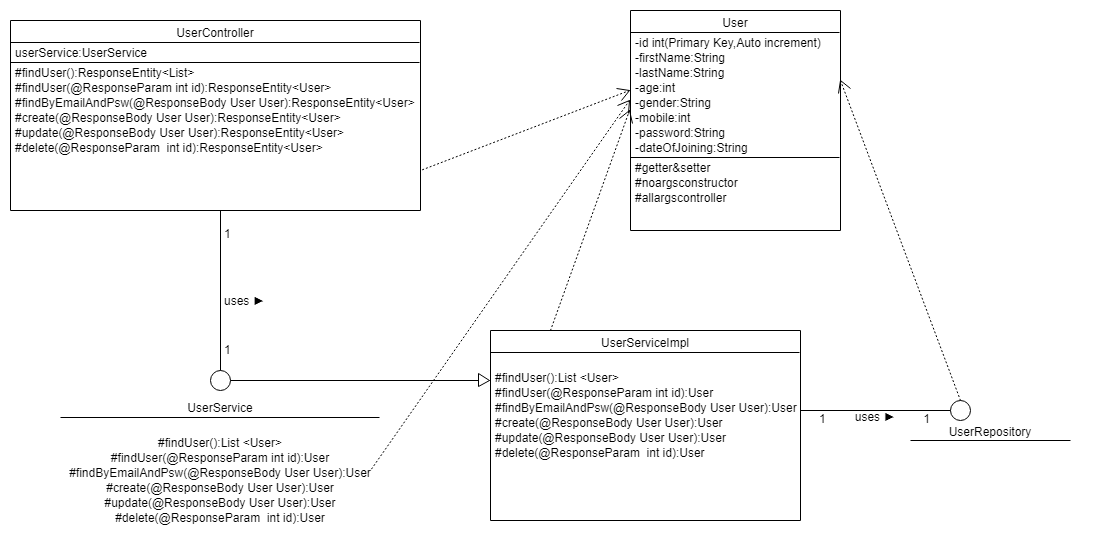 UserController
userService:UserService
#findUser():ResponseEntity<List>
#findUser(@ResponseParam int id):ResponseEntity<User>
#findByEmailAndPsw(@ResponseBody User User):ResponseEntity<User>
#create(@ResponseBody User User):ResponseEntity<User>
#update(@ResponseBody User User):ResponseEntity<User>
#delete(@ResponseParam  int id):ResponseEntity<User>
User
-id int(Primary Key,Auto increment)
-firstName:String
-lastName:String
-age:int
-gender:String
-mobile:int
-password:String
-dateOfJoining:String
#getter&setter
#noargsconstructor
#allargscontroller
1
uses ►
1
UserService
#findUser():List <User>
#findUser(@ResponseParam int id):User
#findByEmailAndPsw(@ResponseBody User User):User
#create(@ResponseBody User User):User
#update(@ResponseBody User User):User
#delete(@ResponseParam  int id):User
UserServiceImpl
#findUser():List <User>
#findUser(@ResponseParam int id):User
#findByEmailAndPsw(@ResponseBody User User):User
#create(@ResponseBody User User):User
#update(@ResponseBody User User):User
#delete(@ResponseParam  int id):User
1 uses ► 1
UserRepository